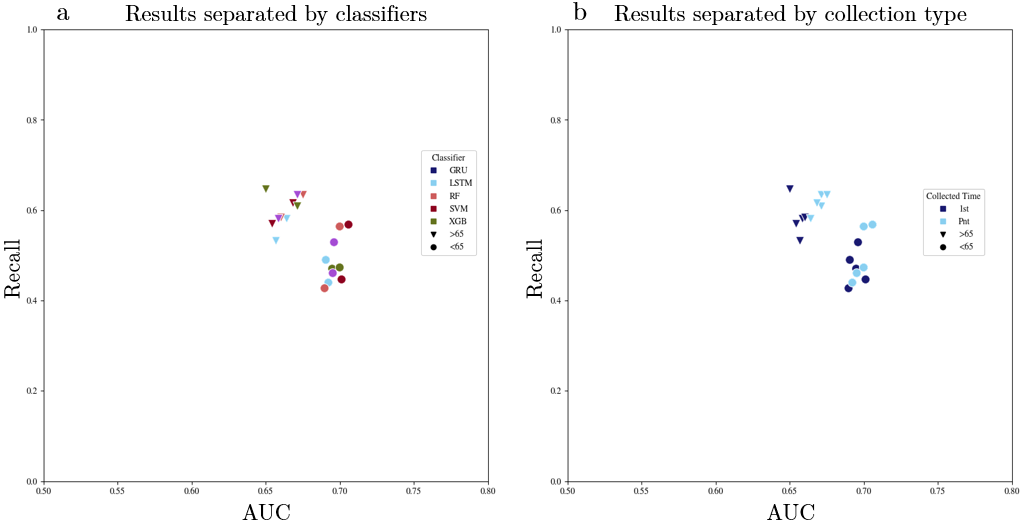 a Results separated by classifiers
1.0
0.8
0.6
0.4
0.2
0.0
0.50 0.55 0.60 0.65 0.70 0.75 0.80
Recall
AUC
Classifier
GRU
LSTM
RF
SVM
XGB
>65
<65
b Results separated by collection type
1.0
0.8
0.6
0.4
0.2
0.0
0.50 0.55 0.60 0.65 0.70 0.75 0.80
Recall
AUC
Collected Time
1st
Pnt
>65
<65